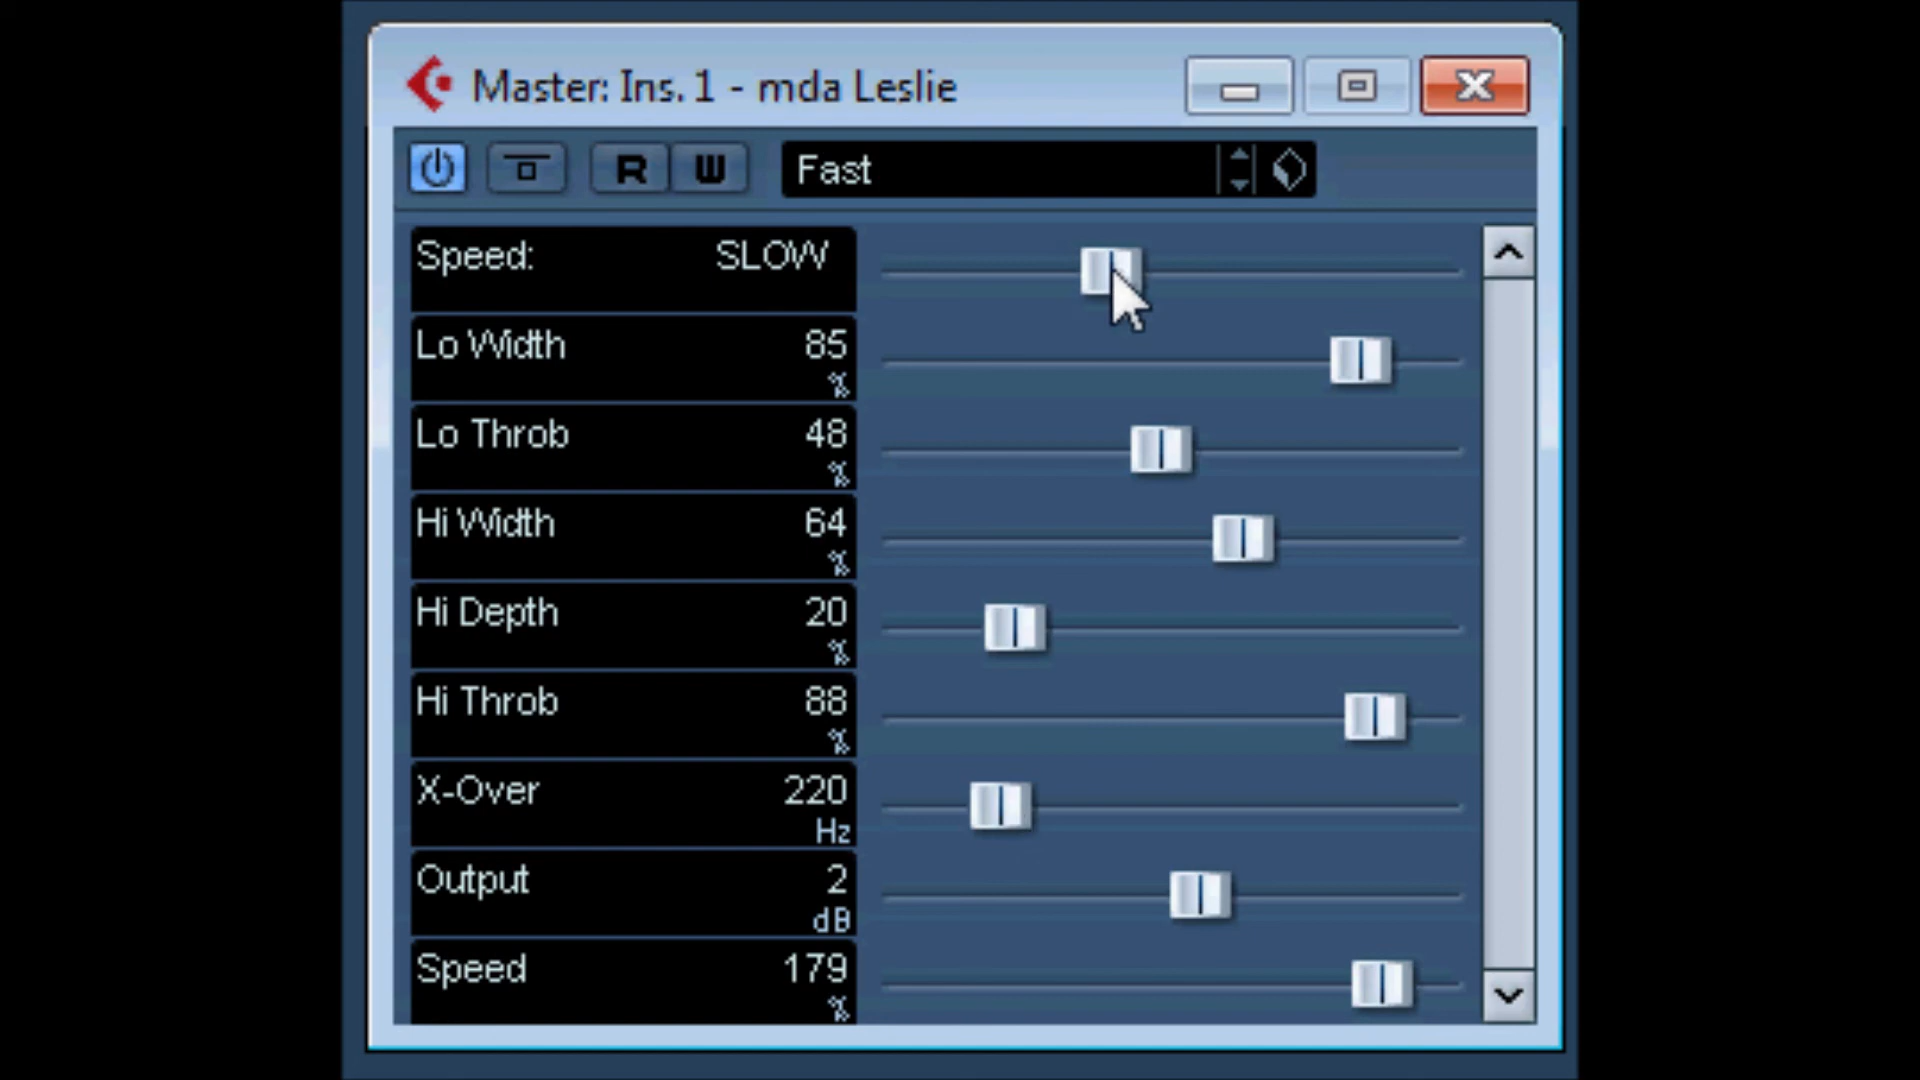 Master: Ins. 1 - mda Leslie
R W Fast
Speed: SLOW
Lo Width 85
%
Lo Throb 48
%
Hi Width 64
%
Hi Depth 20
%
Hi Throb 88
%
X-Over 220
Hz
Output 2
dB
Speed 179
%